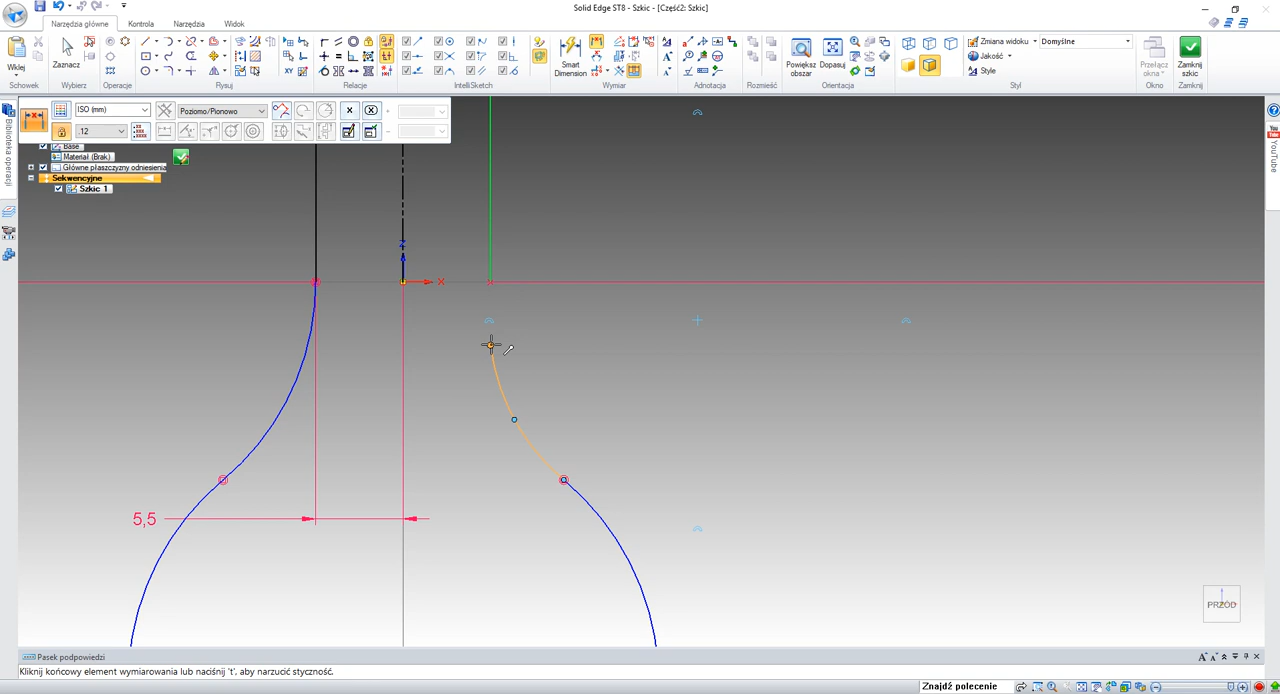 Solid Edge ST8 - Szkic - [Część2: Szkic]
Narzędzia główne
Kontrola
Narzędzia
Widok
Wklej
Zaznacz
Smart
Dimension
Powiększ
obszar
Dopasuj
Zmiana widoku
Domyślne
Jakość
Style
Przełącz
okna
Zamknij
szkic
Schowek
Wybierz
Operacje
Rysuj
Relacje
IntelliSketch
Wymiar
Adnotacja
Rozmieść
Orientacja
Styl
Okno
Zamknij
ISO (mm)
Poziomo/Pionowo
.12
Biblioteka operacji
YouTube
Base
Materiał (Brak)
Główne płaszczyzny odniesienia
Sekwencyjne
Szkic 1
Z
X
5,5
PRZÓD
Pasek podpowiedzi
Kliknij końcowy element wymiarowania lub naciśnij 't', aby narzucić styczność.
Znajdź polecenie